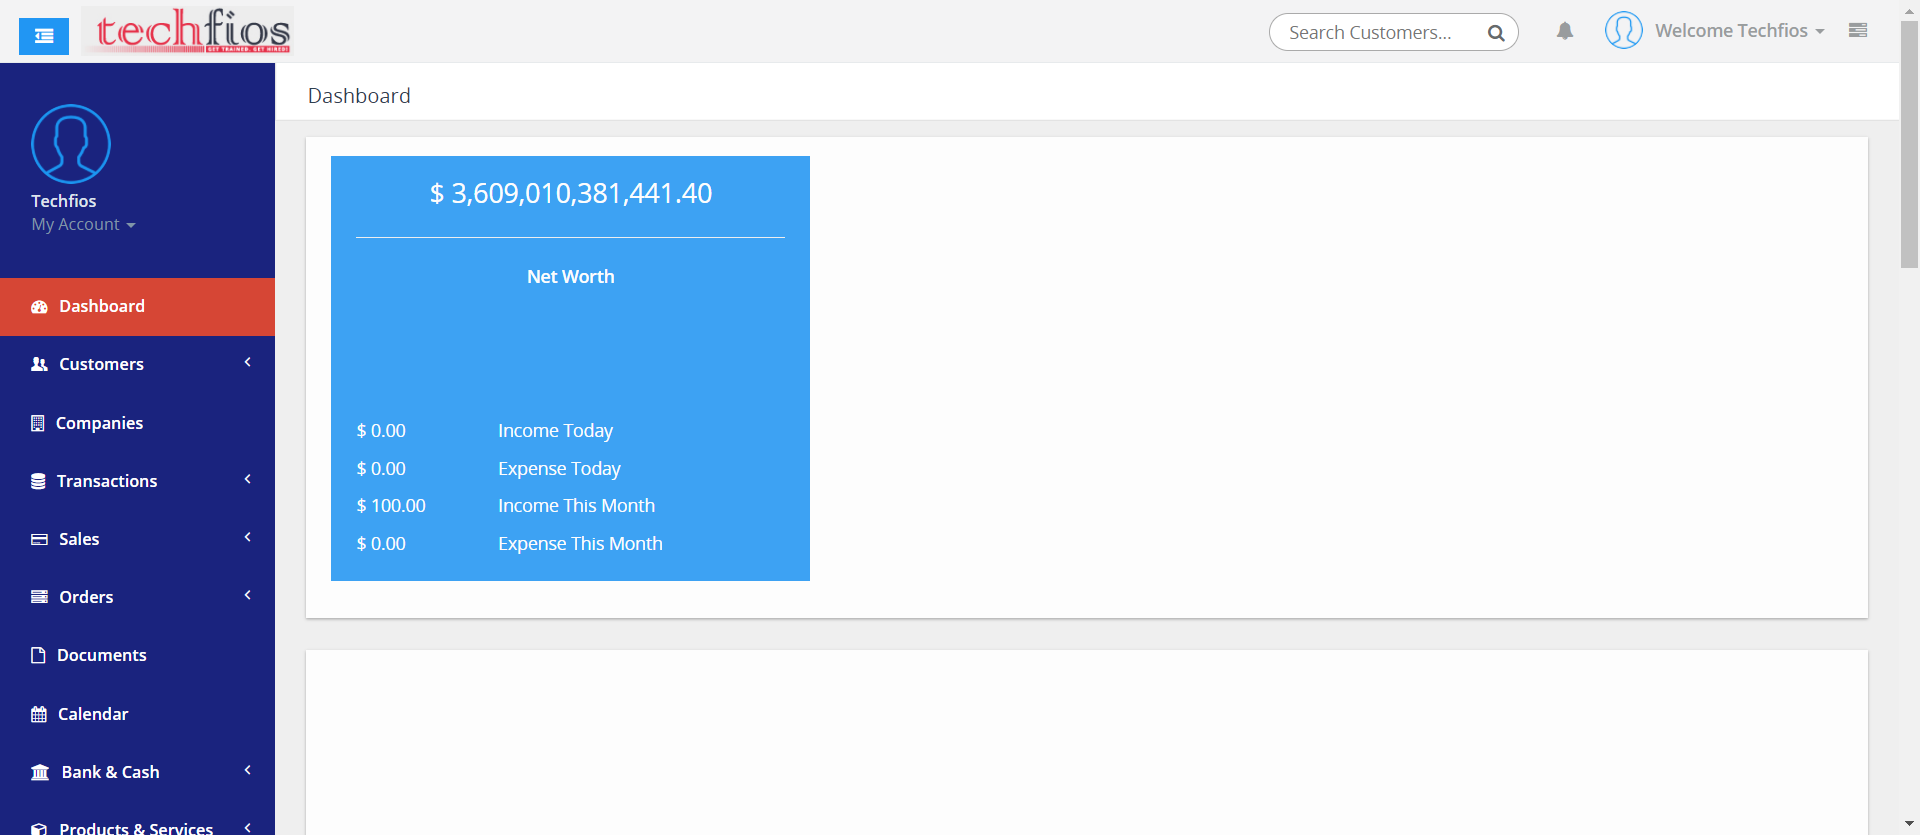 techfios
GET TRAINED. GET HIRED!
Search Customers...
Welcome Techfios
Techfios
My Account
Dashboard
Customers
Companies
Transactions
Sales
Orders
Documents
Calendar
Bank & Cash
Products & Services
Dashboard
$ 3,609,010,381,441.40
Net Worth
$ 0.00 Income Today
$ 0.00 Expense Today
$ 100.00 Income This Month
$ 0.00 Expense This Month